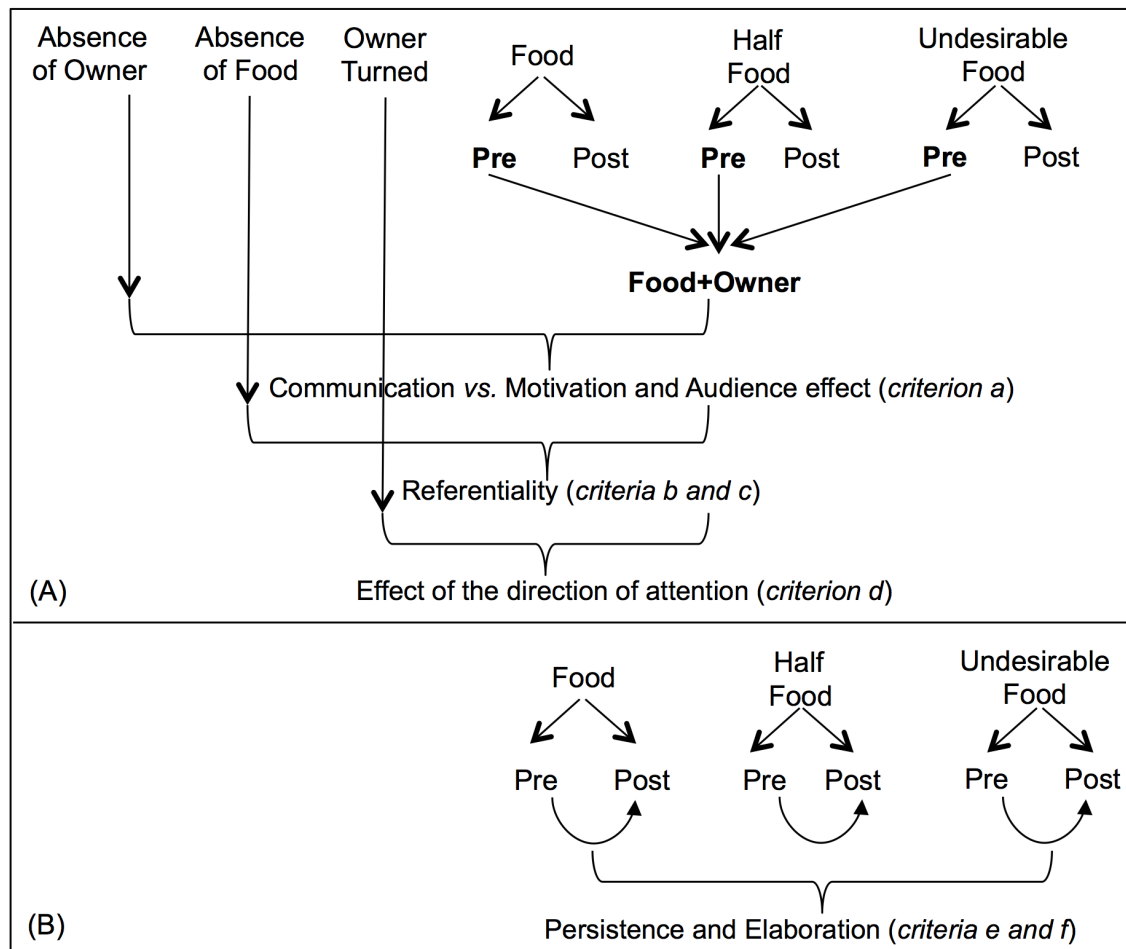 Absence of Owner
Absence of Food
Owner Turned
Food
Half Food
Undesirable Food
Pre Post Pre Post Pre Post
Food+Owner
Communication vs. Motivation and Audience effect (criterion a)
Referentiality (criteria b and c)
Effect of the direction of attention (criterion d)
(A)
Food
Half Food
Undesirable Food
Pre Post Pre Post Pre Post
Persistence and Elaboration (criteria e and f)
(B)